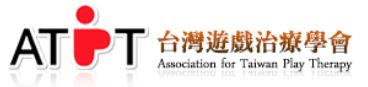 ATPT
台灣遊戲治療學會
Association for Taiwan Play Therapy